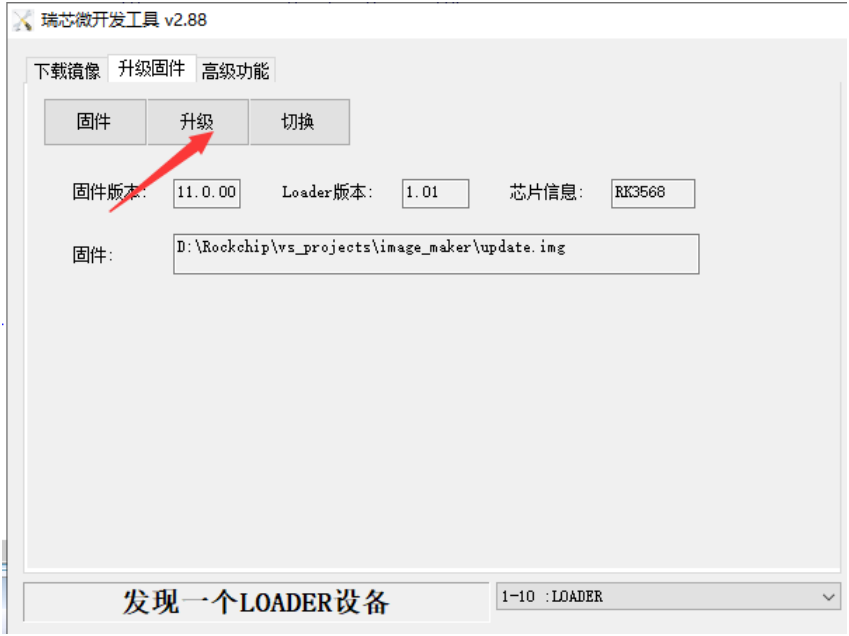 瑞芯微开发工具 v2.88
下载镜像 升级固件 高级功能
固件 升级 切换
固件版本: 11.0.00 Loader版本: 1.01 芯片信息: RK3568
固件: D:\Rockchip\vs_projects\image_maker\update.img
发现一个LOADER设备 1-10 :LOADER